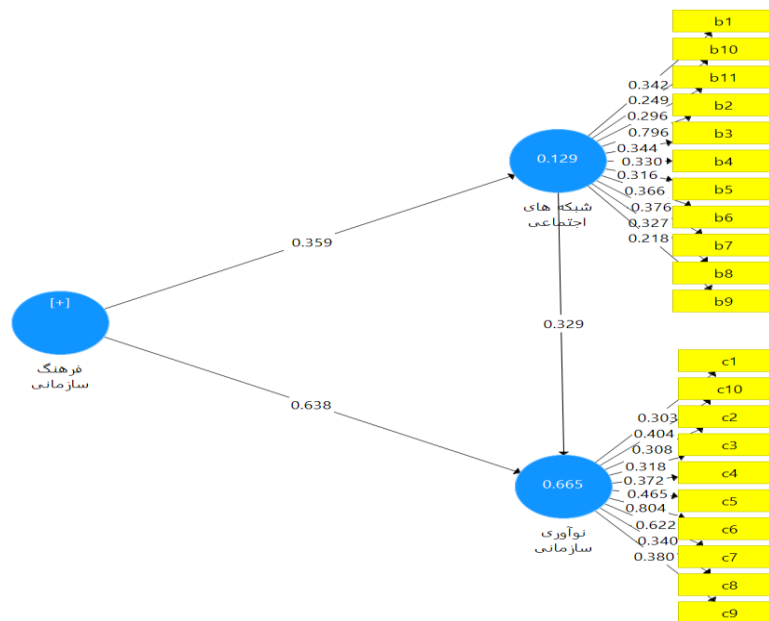 b1
b10
b11
b2
b3
b4
b5
b6
b7
b8
b9
0.342
0.249
0.296
0.796
0.344
0.330
0.316
0.366
0.376
0.327
0.218
0.129
شبکه های
اجتماعی
0.359
[+]
فرهنگ
سازمانی
0.329
0.638
c1
c10
c2
c3
c4
c5
c6
c7
c8
c9
0.303
0.404
0.308
0.318
0.372
0.465
0.804
0.622
0.340
0.380
0.665
نوآوری
سازمانی